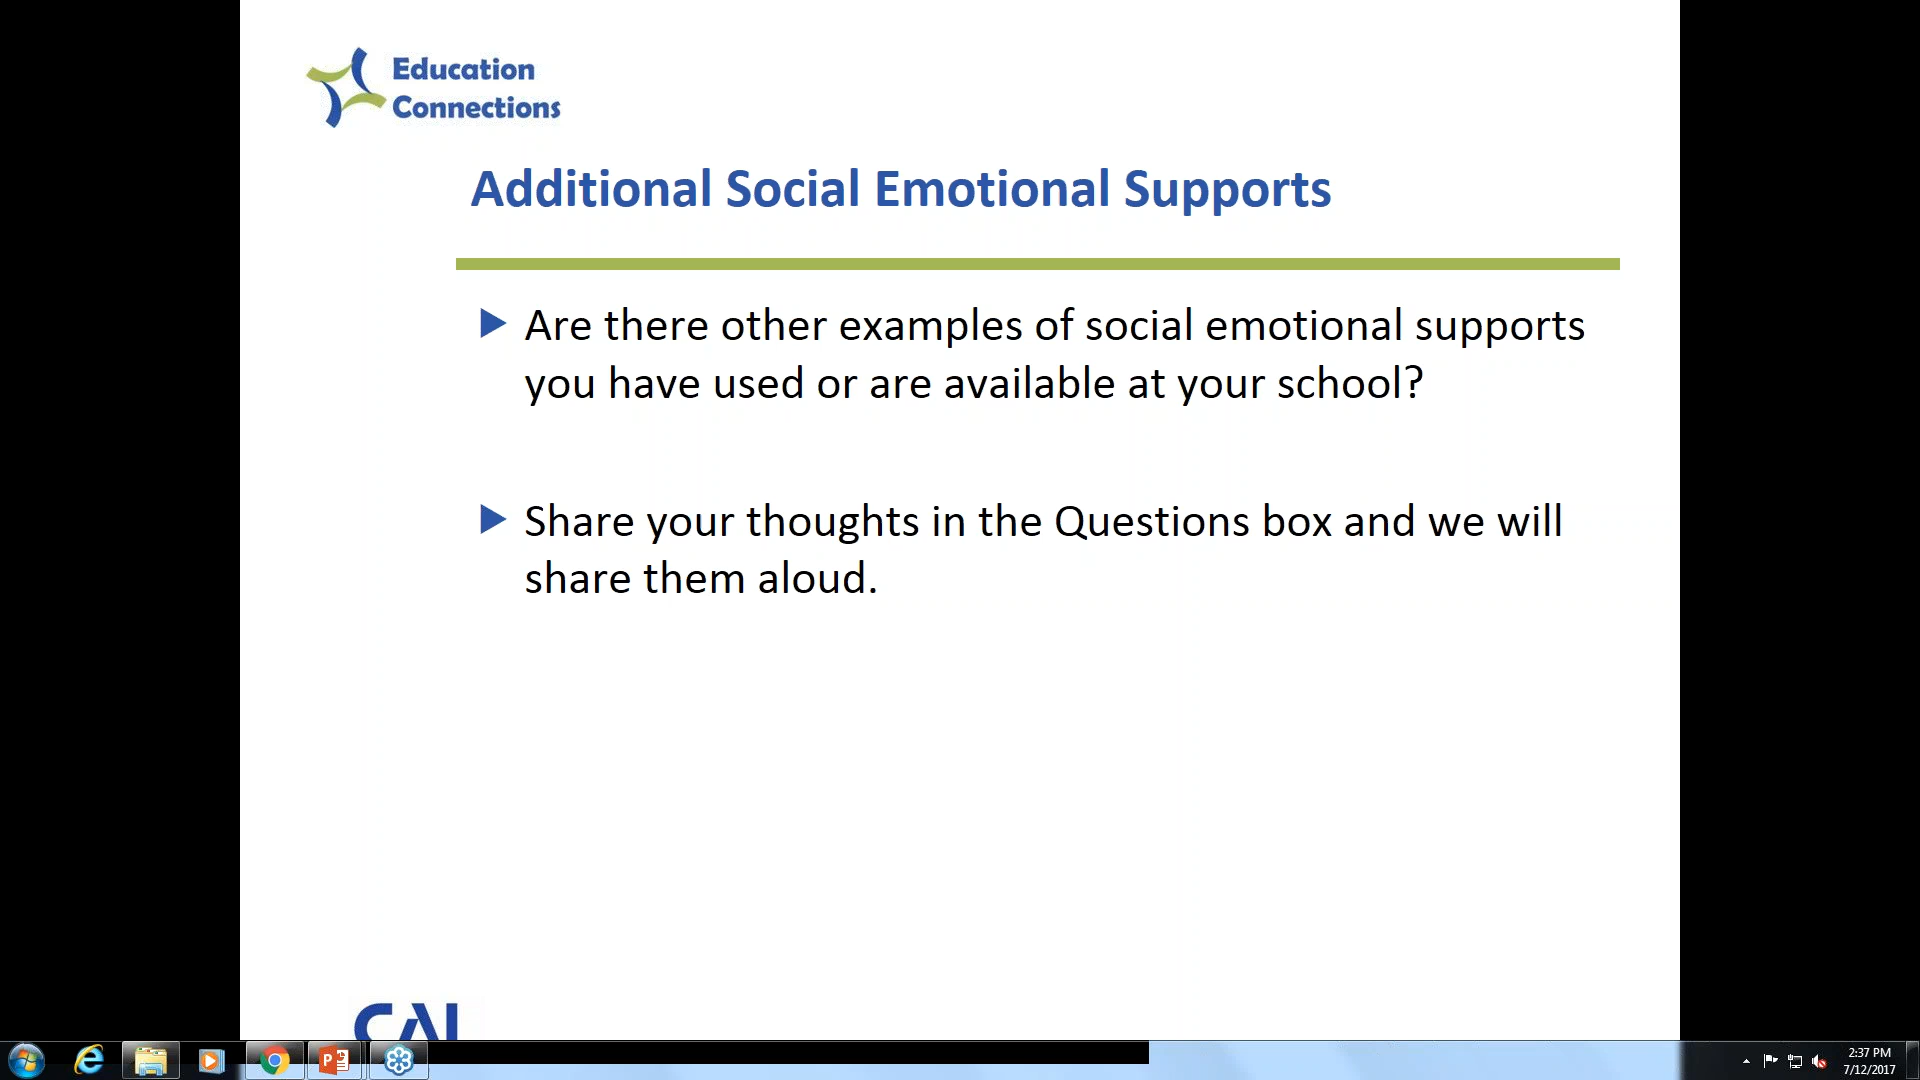 Education
Connections
Additional Social Emotional Supports
Are there other examples of social emotional supports
you have used or are available at your school?
Share your thoughts in the Questions box and we will
share them aloud.
CAL
2:37 PM
7/12/2017